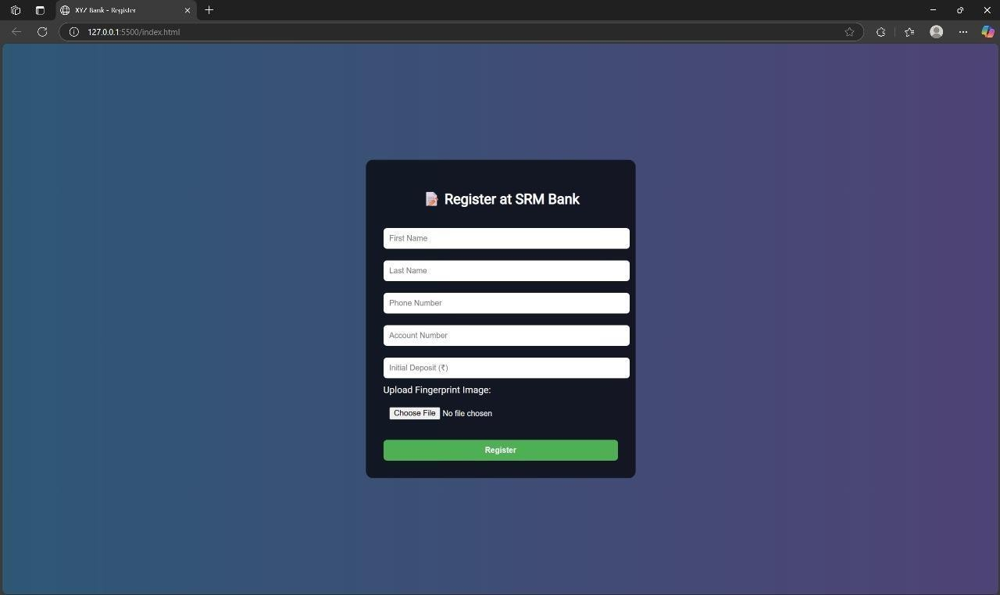 XYZ Bank - Register
127.0.0.1:5500/index.html
Register at SRM Bank
First Name
Last Name
Phone Number
Account Number
Initial Deposit (₹)
Upload Fingerprint Image:
Choose File No file chosen
Register